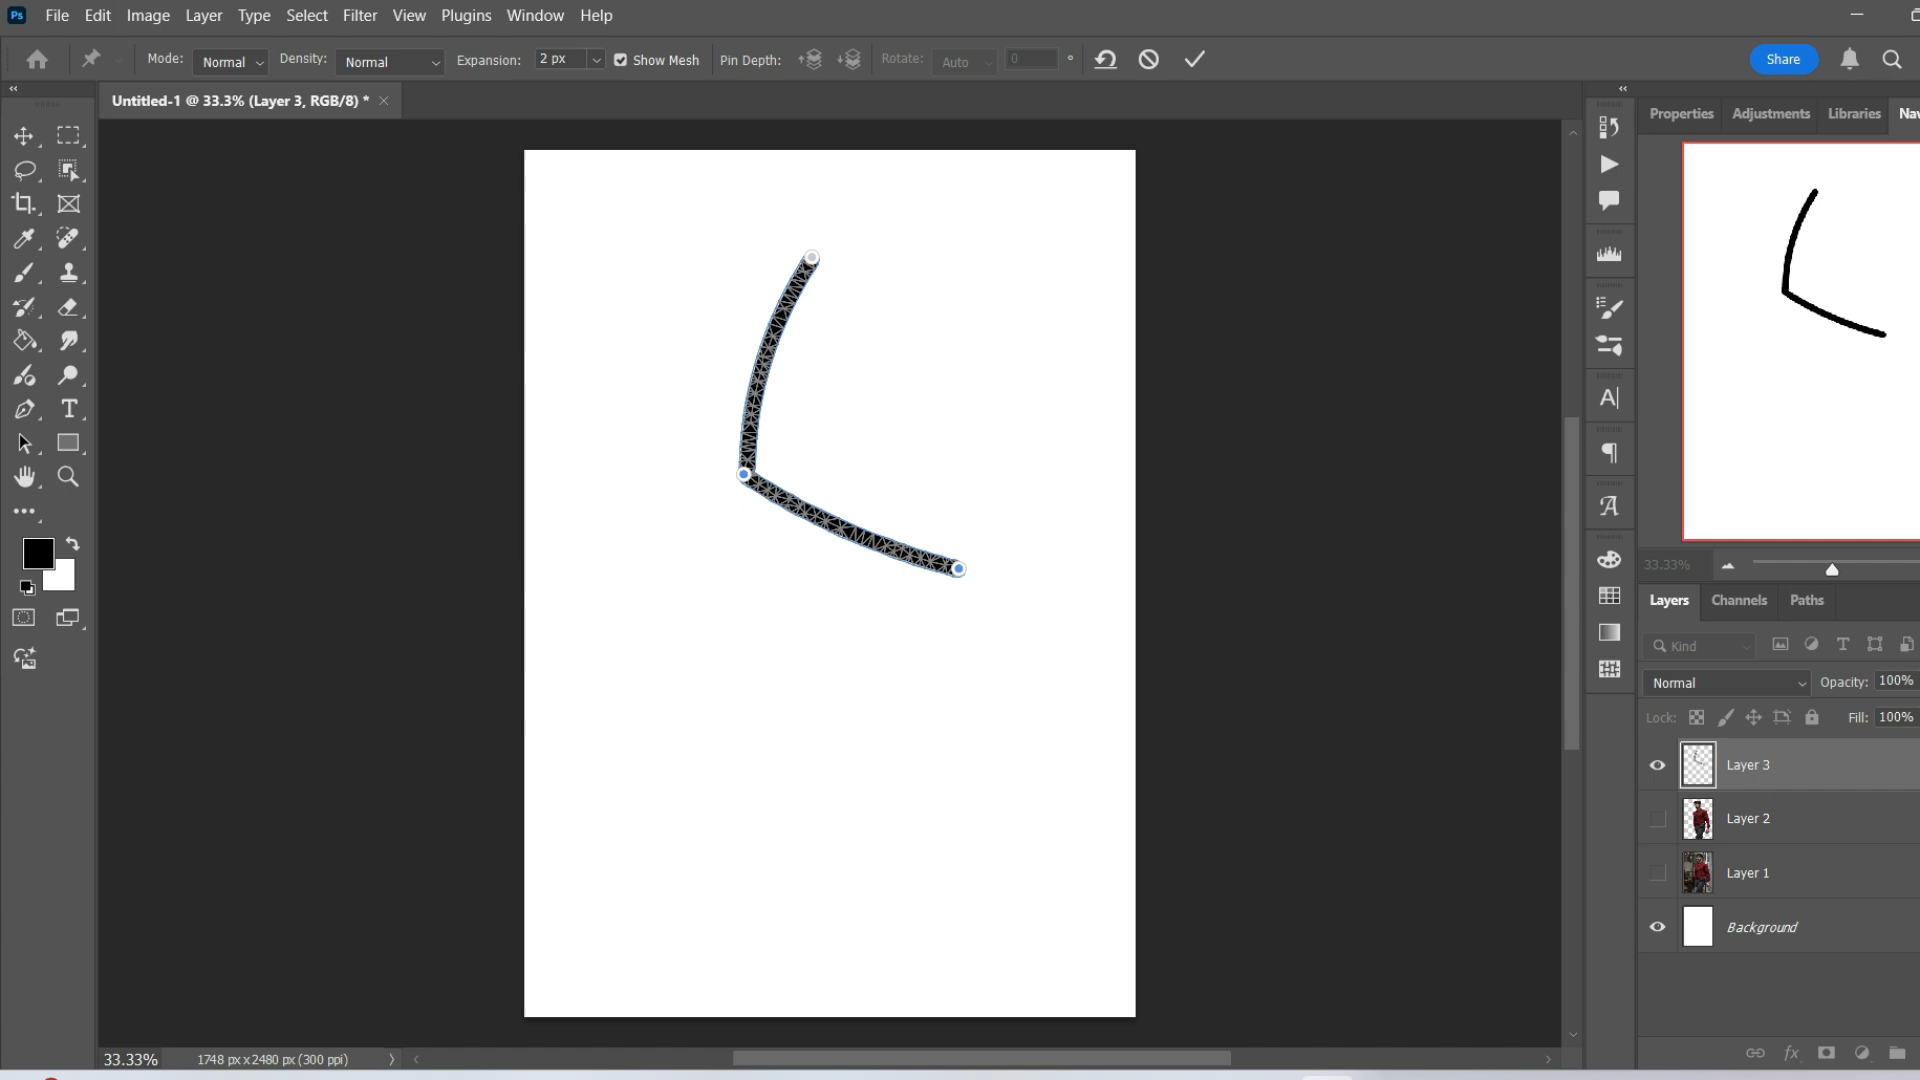 Ps File Edit Image Layer Type Select Filter View Plugins Window Help
Mode: Normal Density: Normal Expansion: 2 px Show Mesh Pin Depth: Rotate: Auto 0 ° Share
Untitled-1 @ 33.3% (Layer 3, RGB/8) *
Properties Adjustments Libraries Nav
33.33%
Layers Channels Paths
Kind
Normal Opacity: 100%
Lock: Fill: 100%
Layer 3
Layer 2
Layer 1
Background
33.33% 1748 px x 2480 px (300 ppi)